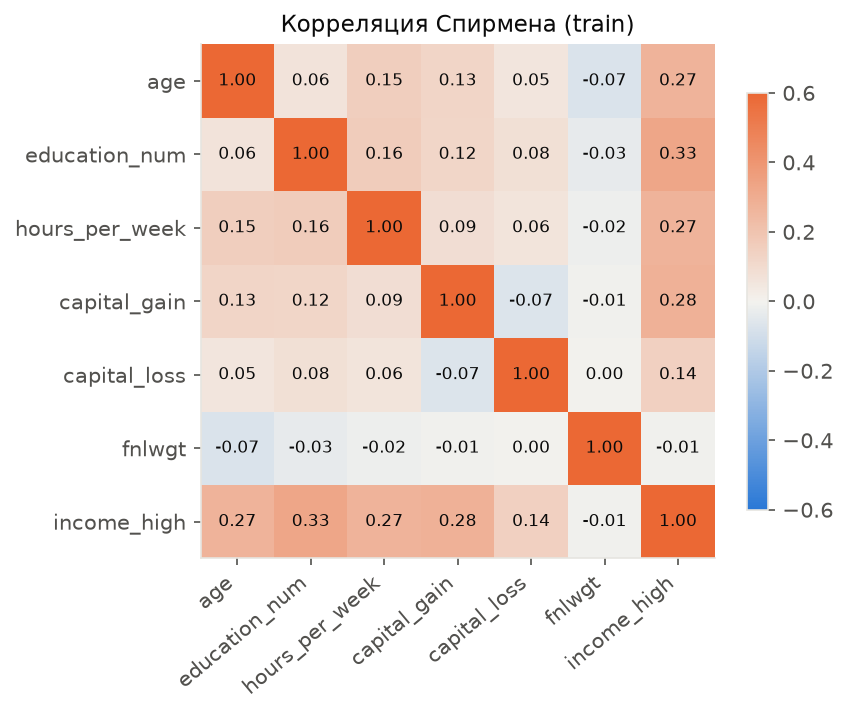 Корреляция Спирмена (train)
age 1.00 0.06 0.15 0.13 0.05 -0.07 0.27
education_num 0.06 1.00 0.16 0.12 0.08 -0.03 0.33
hours_per_week 0.15 0.16 1.00 0.09 0.06 -0.02 0.27
capital_gain 0.13 0.12 0.09 1.00 -0.07 -0.01 0.28
capital_loss 0.05 0.08 0.06 -0.07 1.00 0.00 0.14
fnlwgt -0.07 -0.03 -0.02 -0.01 0.00 1.00 -0.01
income_high 0.27 0.33 0.27 0.28 0.14 -0.01 1.00
age
education_num
hours_per_week
capital_gain
capital_loss
fnlwgt
income_high
0.6
0.4
0.2
0.0
−0.2
−0.4
−0.6